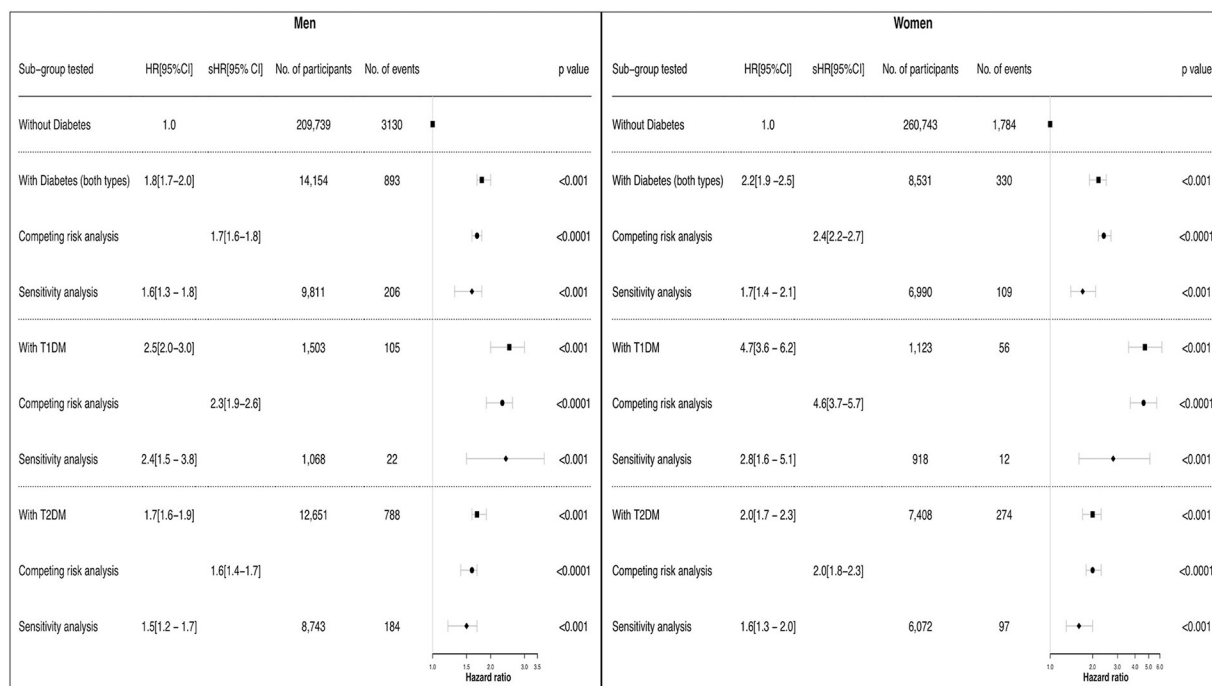 Men
Sub-group tested HR[95%CI] sHR[95% CI] No. of participants No. of events p value
Without Diabetes 1.0 209,739 3130
With Diabetes (both types) 1.8[1.7-2.0] 14,154 893 <0.001
Competing risk analysis 1.7[1.6-1.8] <0.0001
Sensitivity analysis 1.6[1.3 - 1.8] 9,811 206 <0.001
With T1DM 2.5[2.0-3.0] 1,503 105 <0.001
Competing risk analysis 2.3[1.9-2.6] <0.0001
Sensitivity analysis 2.4[1.5 - 3.8] 1,068 22 <0.001
With T2DM 1.7[1.6-1.9] 12,651 788 <0.001
Competing risk analysis 1.6[1.4-1.7] <0.0001
Sensitivity analysis 1.5[1.2 - 1.7] 8,743 184 <0.001
1.0 1.5 2.0 3.0 3.5
Hazard ratio
Women
Sub-group tested HR[95%CI] sHR[95% CI] No. of participants No. of events p value
Without Diabetes 1.0 260,743 1,784
With Diabetes (both types) 2.2[1.9 -2.5] 8,531 330 <0.001
Competing risk analysis 2.4[2.2-2.7] <0.0001
Sensitivity analysis 1.7[1.4 - 2.1] 6,990 109 <0.001
With T1DM 4.7[3.6 - 6.2] 1,123 56 <0.001
Competing risk analysis 4.6[3.7-5.7] <0.0001
Sensitivity analysis 2.8[1.6 - 5.1] 918 12 <0.001
With T2DM 2.0[1.7 - 2.3] 7,408 274 <0.001
Competing risk analysis 2.0[1.8-2.3] <0.0001
Sensitivity analysis 1.6[1.3 - 2.0] 6,072 97 <0.001
1.0 2.0 3.0 4.0 5.0 6.0
Hazard ratio